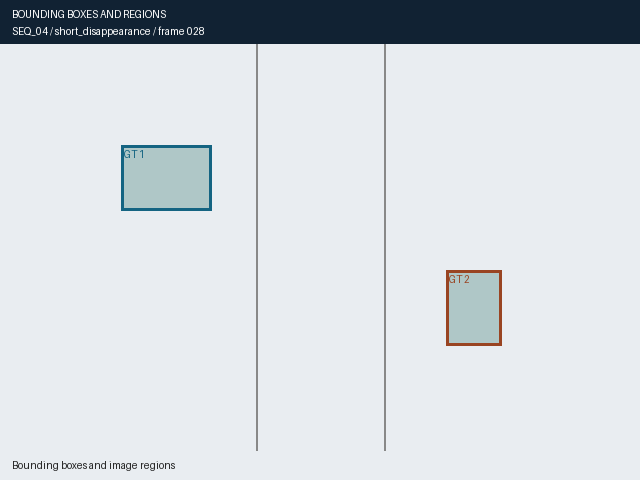 BOUNDING BOXES AND REGIONS
SEQ_04 / short_disappearance / frame 028
GT1
GT2
Bounding boxes and image regions